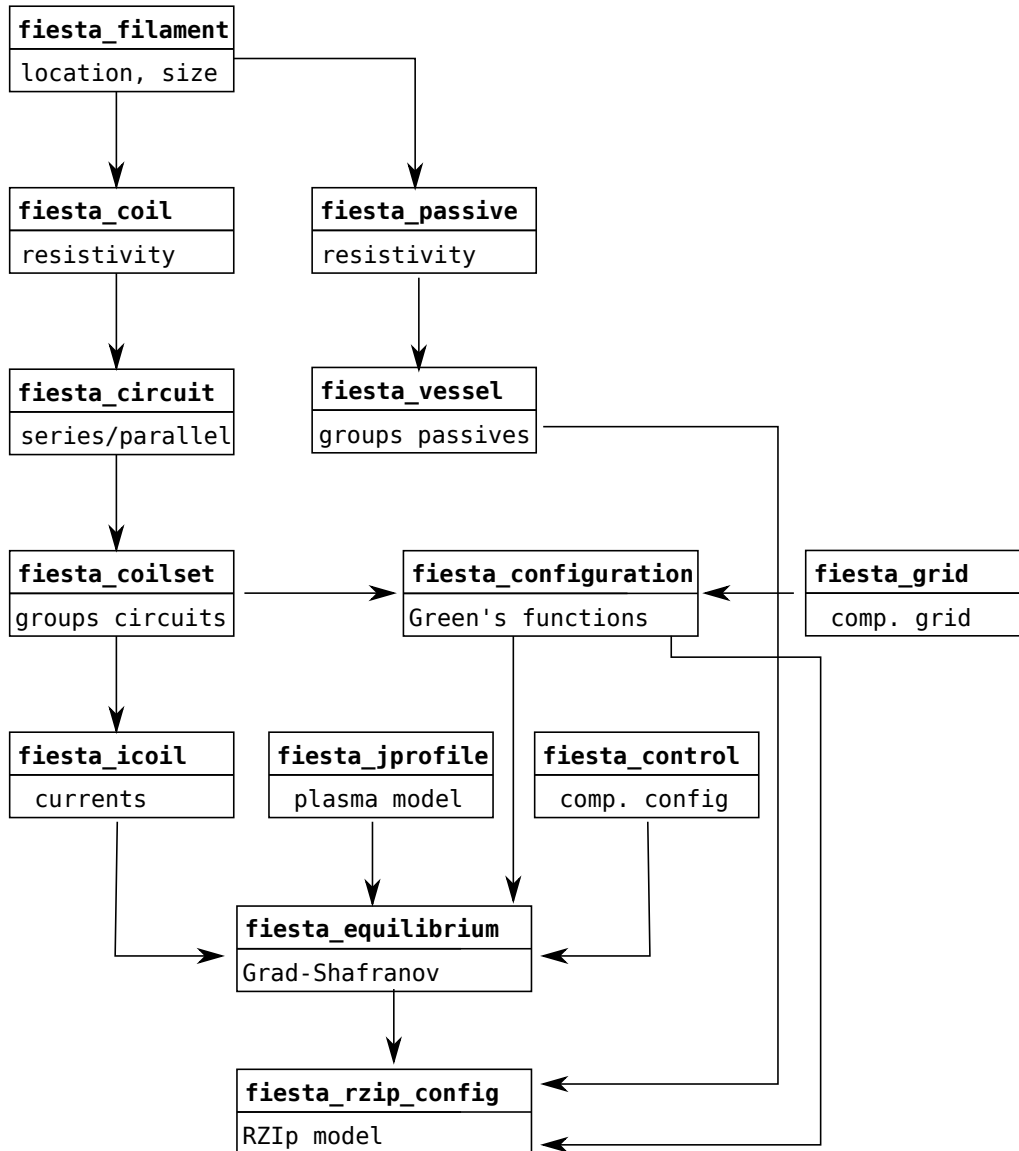 fiesta_filament
location, size
fiesta_coil
resistivity
fiesta_passive
resistivity
fiesta_circuit
series/parallel
fiesta_vessel
groups passives
fiesta_coilset
groups circuits
fiesta_configuration
Green's functions
fiesta_grid
comp. grid
fiesta_icoil
currents
fiesta_jprofile
plasma model
fiesta_control
comp. config
fiesta_equilibrium
Grad-Shafranov
fiesta_rzip_config
RZIp model